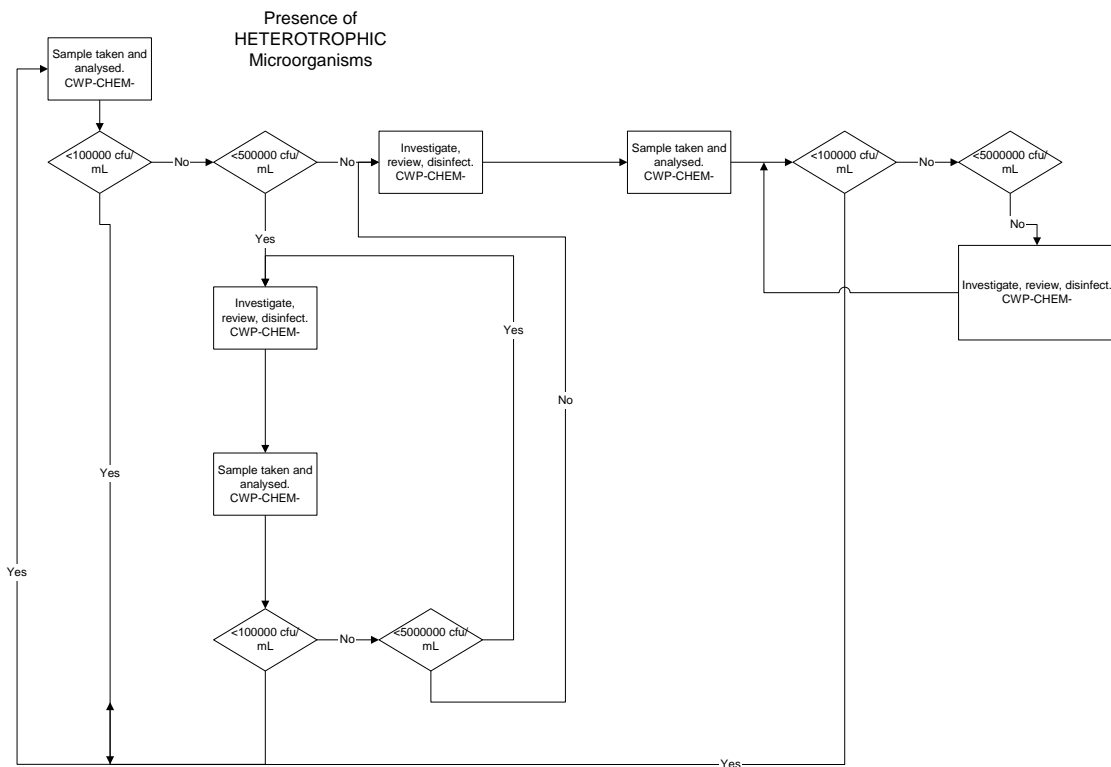 Presence of
HETEROTROPHIC
Microorganisms
Sample taken and
analysed.
CWP-CHEM-
<100000 cfu/
mL
No
<500000 cfu/
mL
No
Investigate,
review, disinfect.
CWP-CHEM-
Sample taken and
analysed.
CWP-CHEM-
<100000 cfu/
mL
No
<5000000 cfu/
mL
No
Yes
Investigate, review, disinfect.
CWP-CHEM-
Investigate,
review, disinfect.
CWP-CHEM-
Yes
No
Yes
Sample taken and
analysed.
CWP-CHEM-
Yes
<100000 cfu/
mL
No
<5000000 cfu/
mL
Yes